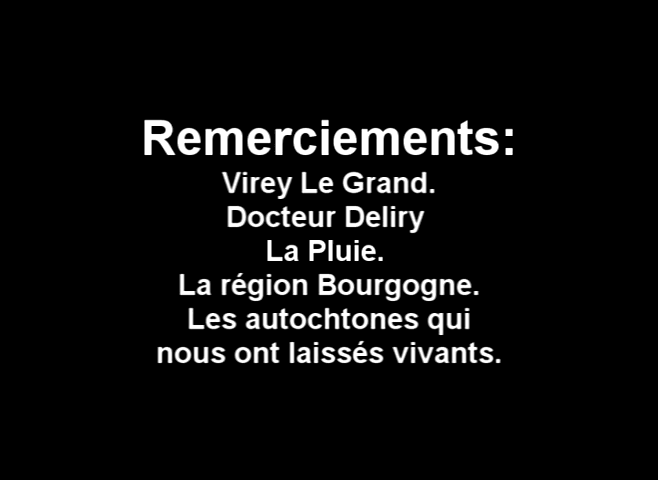 Remerciements:
Virey Le Grand.
Docteur Deliry
La Pluie.
La région Bourgogne.
Les autochtones qui
nous ont laissés vivants.